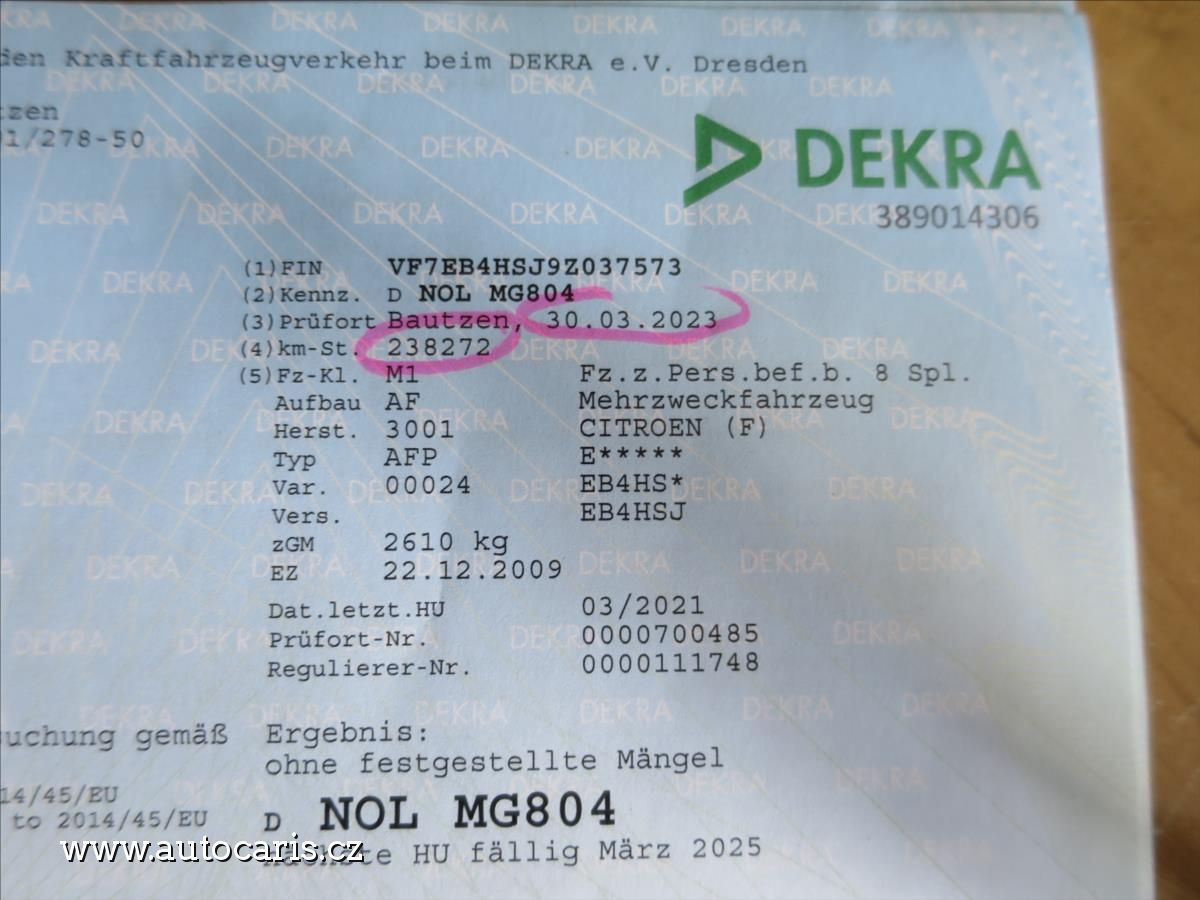 den Kraftfahrzeugverkehr beim DEKRA e.V. Dresden
tzen
01/278-50
DEKRA
389014306
(1)FIN VF7EB4HSJ9Z037573
(2)Kennz. D NOL MG804
(3)Prüfort Bautzen, 30.03.2023
(4)km-St. 238272
(5)Fz-Kl. M1 Fz.z.Pers.bef.b. 8 Spl.
Aufbau AF Mehrzweckfahrzeug
Herst. 3001 CITROEN (F)
Typ AFP E*****
Var. 00024 EB4HS*
Vers. EB4HSJ
zGM 2610 kg
EZ 22.12.2009
Dat.letzt.HU 03/2021
Prüfort-Nr. 0000700485
Regulierer-Nr. 0000111748
suchung gemäß Ergebnis:
ohne festgestellte Mängel
14/45/EU
to 2014/45/EU D NOL MG804
www.autocaris.cz
Nächste HU fällig März 2025